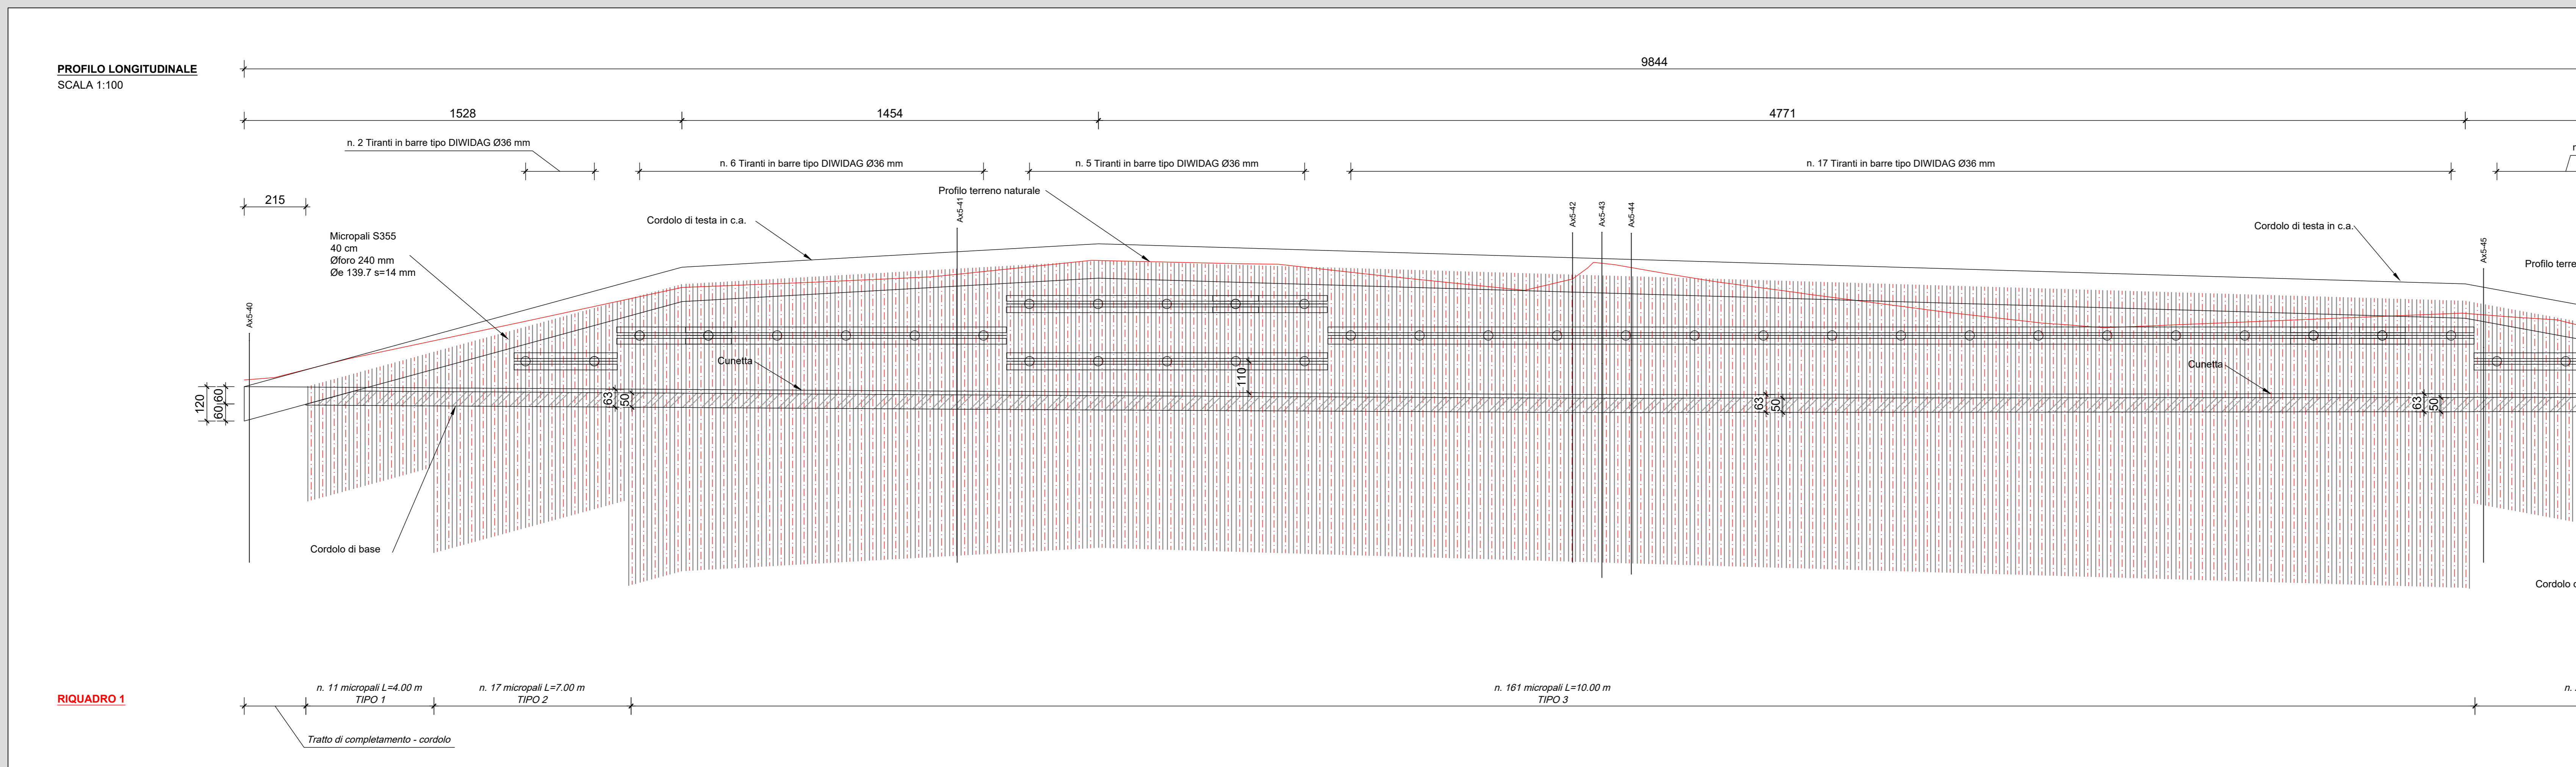 PROFILO LONGITUDINALE
SCALA 1:100
9844
1528
1454
4771
n. 2 Tiranti in barre tipo DIWIDAG Ø36 mm
n. 6 Tiranti in barre tipo DIWIDAG Ø36 mm
n. 5 Tiranti in barre tipo DIWIDAG Ø36 mm
n. 17 Tiranti in barre tipo DIWIDAG Ø36 mm
215
Profilo terreno naturale
Ax5-41
Ax5-42
Ax5-43
Ax5-44
Cordolo di testa in c.a.
Cordolo di testa in c.a.
Micropali S355
40 cm
Øforo 240 mm
Øe 139.7 s=14 mm
Ax5-45
Profilo terre
Ax5-40
Cunetta
Cunetta
110
120
60
60
63
50
63
50
63
50
Cordolo di base
Cordolo
RIQUADRO 1
n. 11 micropali L=4.00 m
TIPO 1
n. 17 micropali L=7.00 m
TIPO 2
n. 161 micropali L=10.00 m
TIPO 3
n.
Tratto di completamento - cordolo